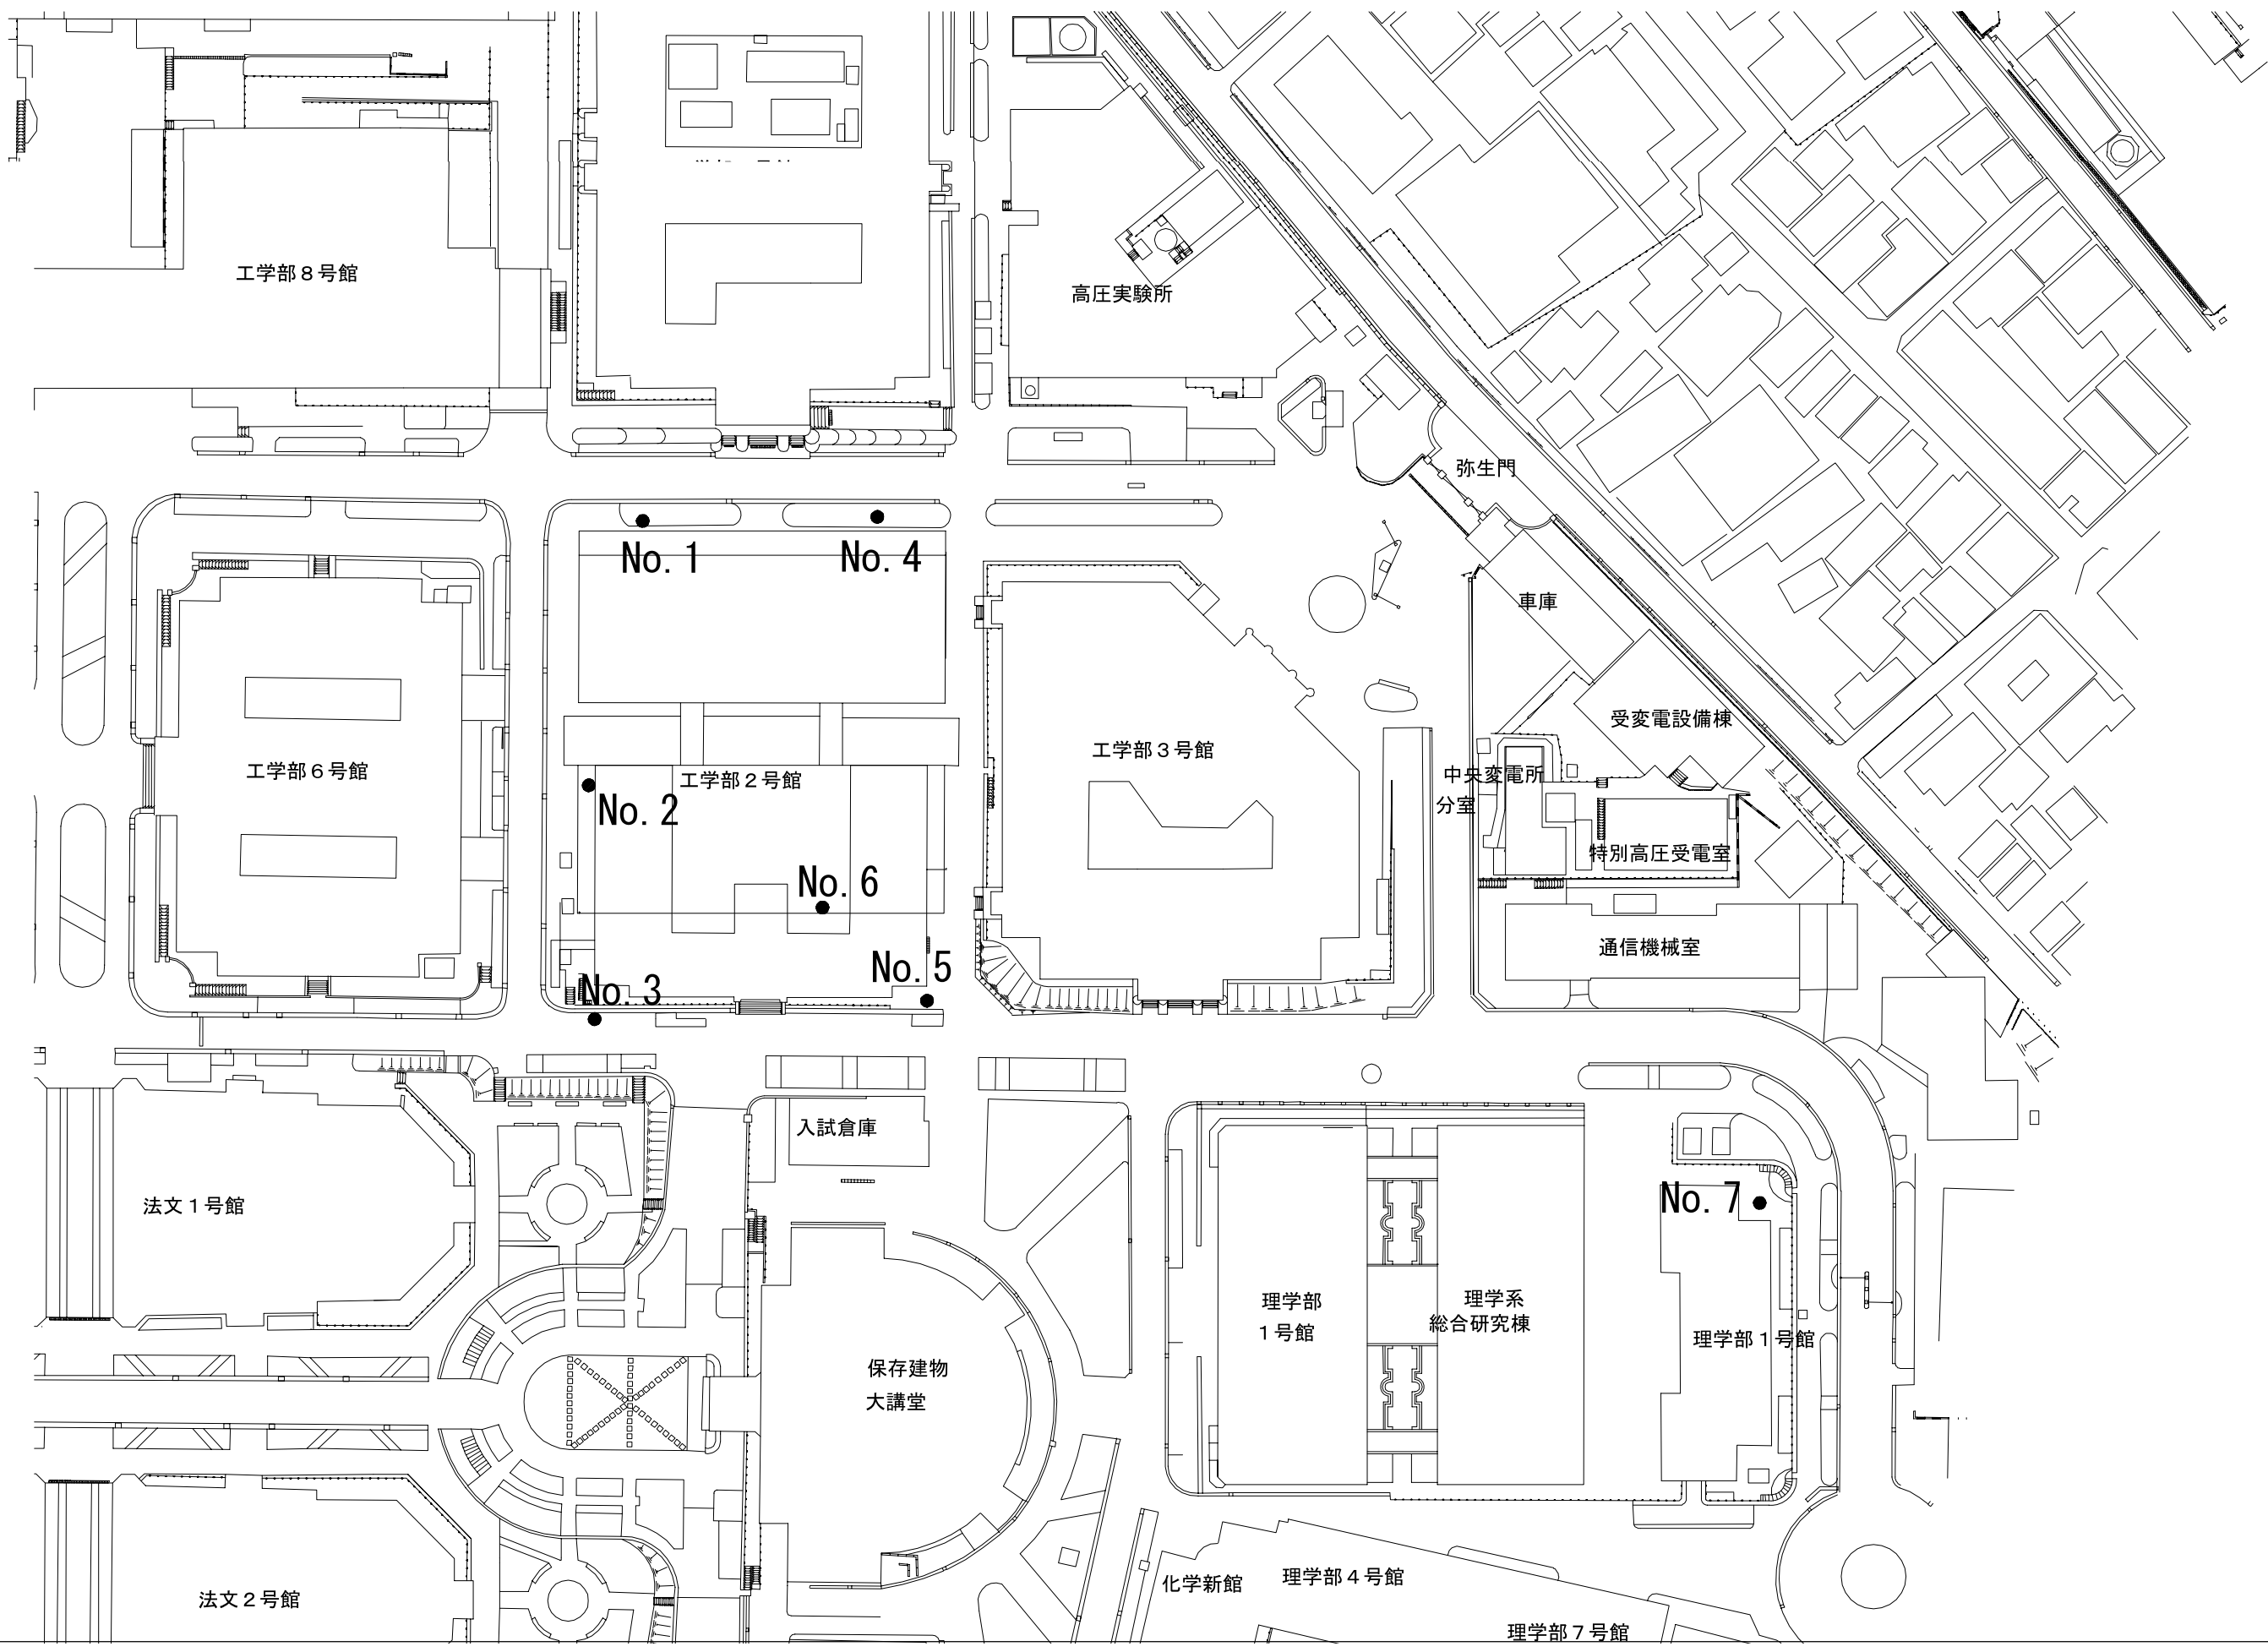 工学部８号館
高圧実験所
弥生門
No. 1
No. 4
車庫
受変電設備棟
工学部３号館
中央変電所
分室
工学部６号館
工学部２号館
No. 2
特別高圧受電室
No. 6
通信機械室
No. 5
No. 3
入試倉庫
法文１号館
No. 7
理学部
１号館
理学系
総合研究棟
理学部１号館
保存建物
大講堂
化学新館
理学部４号館
法文２号館
理学部７号館